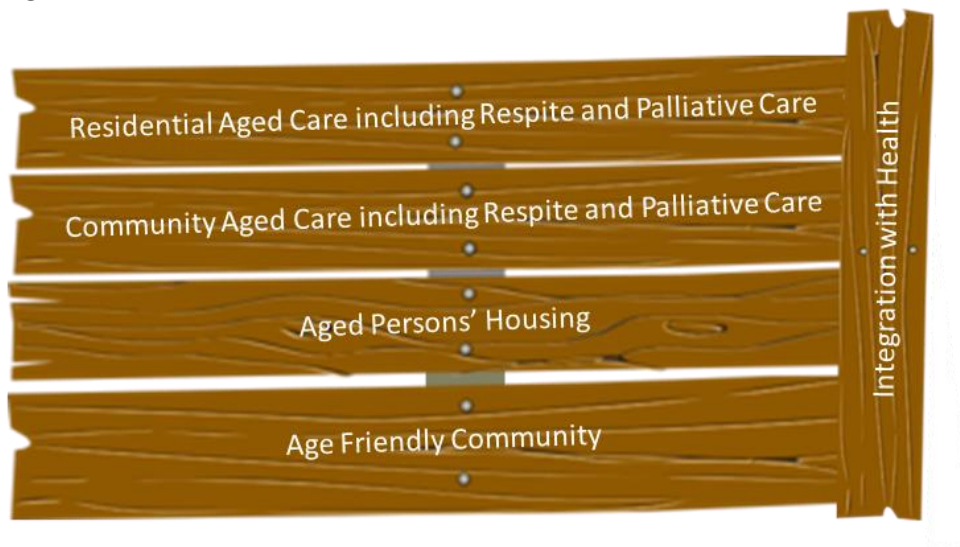 Residential Aged Care including Respite and Palliative Care
Community Aged Care including Respite and Palliative Care
Aged Persons’ Housing
Age Friendly Community
Integration with Health